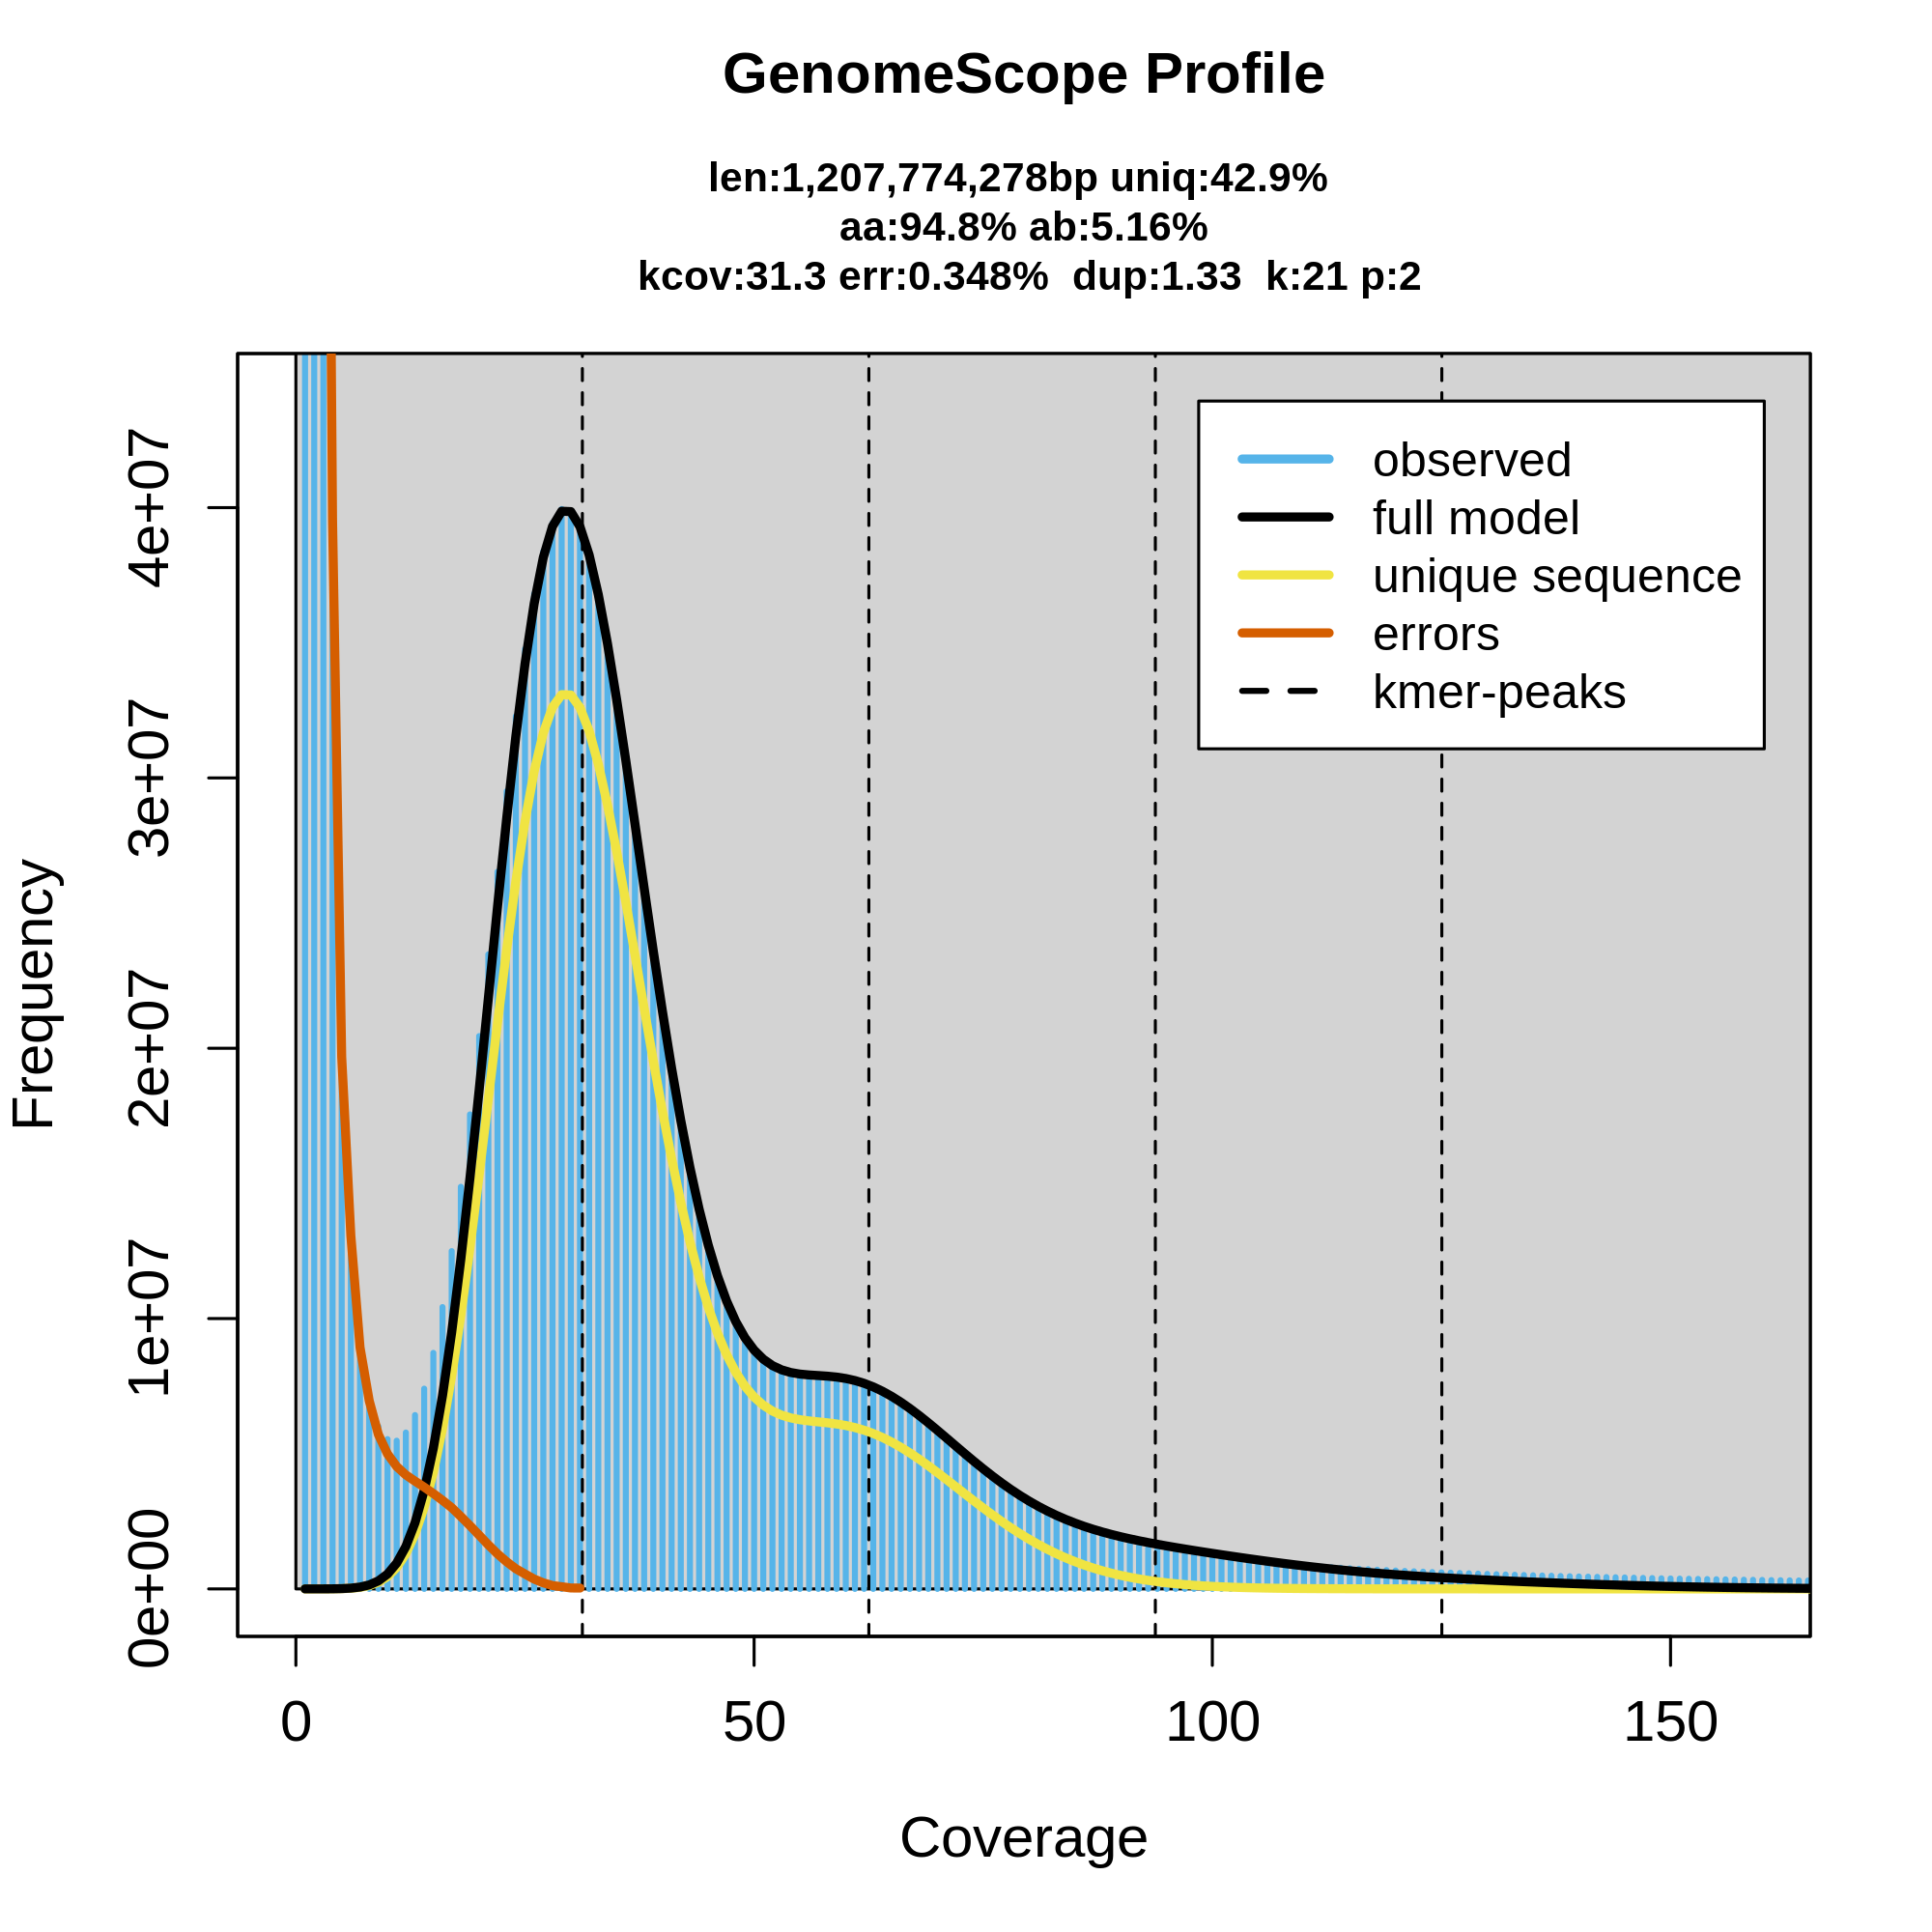 GenomeScope Profile
len:1,207,774,278bp uniq:42.9%
aa:94.8% ab:5.16%
kcov:31.3 err:0.348%  dup:1.33  k:21 p:2
observed
full model
unique sequence
errors
kmer-peaks
Frequency
4e+07
3e+07
2e+07
1e+07
0e+00
0 50 100 150
Coverage